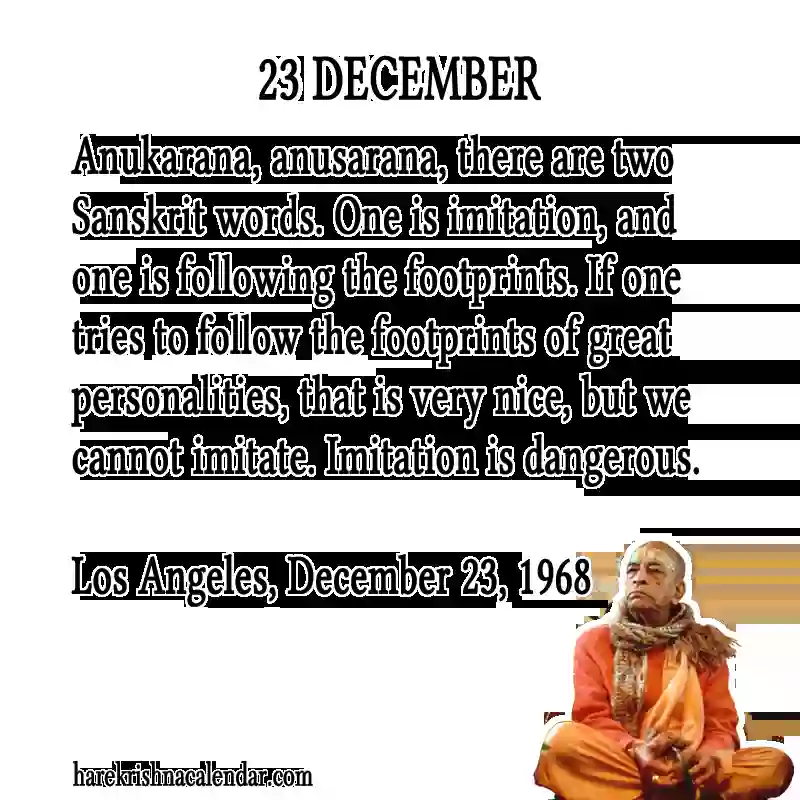 23 DECEMBER
Anukarana, anusarana, there are two
Sanskrit words. One is imitation, and
one is following the footprints. If one
tries to follow the footprints of great
personalities, that is very nice, but we
cannot imitate. Imitation is dangerous.
Los Angeles, December 23, 1968
harekrishnacalendar.com